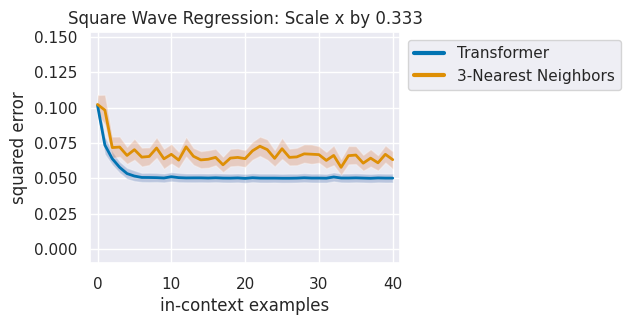 Square Wave Regression: Scale x by 0.333
0.150
0.125
0.100
0.075
0.050
0.025
0.000
squared error
0
10
20
30
40
in-context examples
Transformer
3-Nearest Neighbors